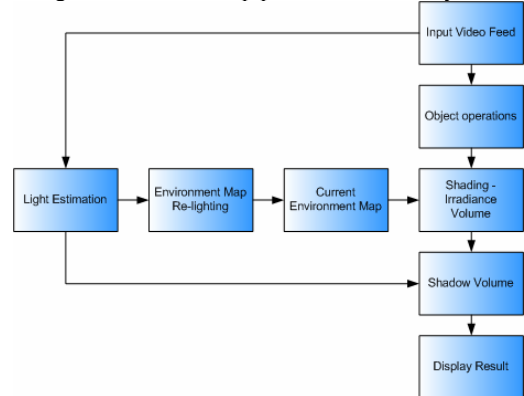 Input Video Feed
Object operations
Light Estimation
Environment Map
Re-lighting
Current
Environment Map
Shading -
Irradiance
Volume
Shadow Volume
Display Result